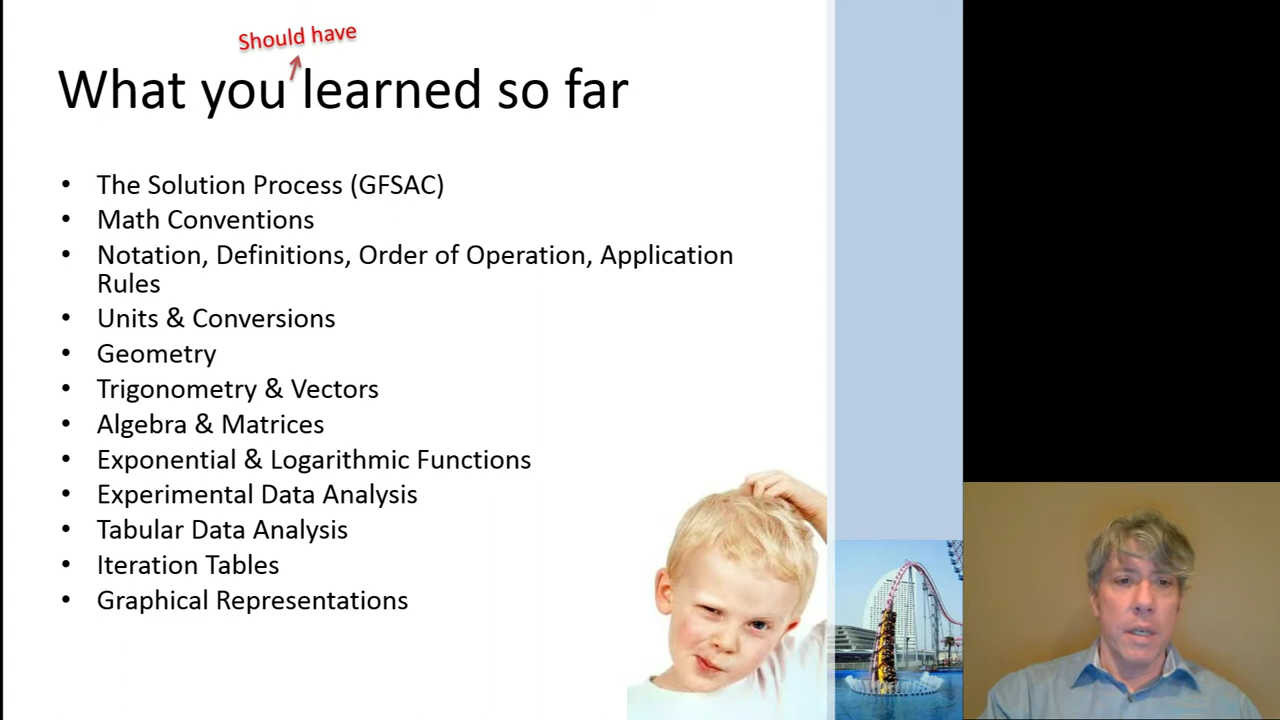 Should have
What you learned so far
• The Solution Process (GFSAC)
• Math Conventions
• Notation, Definitions, Order of Operation, Application
Rules
• Units & Conversions
• Geometry
• Trigonometry & Vectors
• Algebra & Matrices
• Exponential & Logarithmic Functions
• Experimental Data Analysis
• Tabular Data Analysis
• Iteration Tables
• Graphical Representations